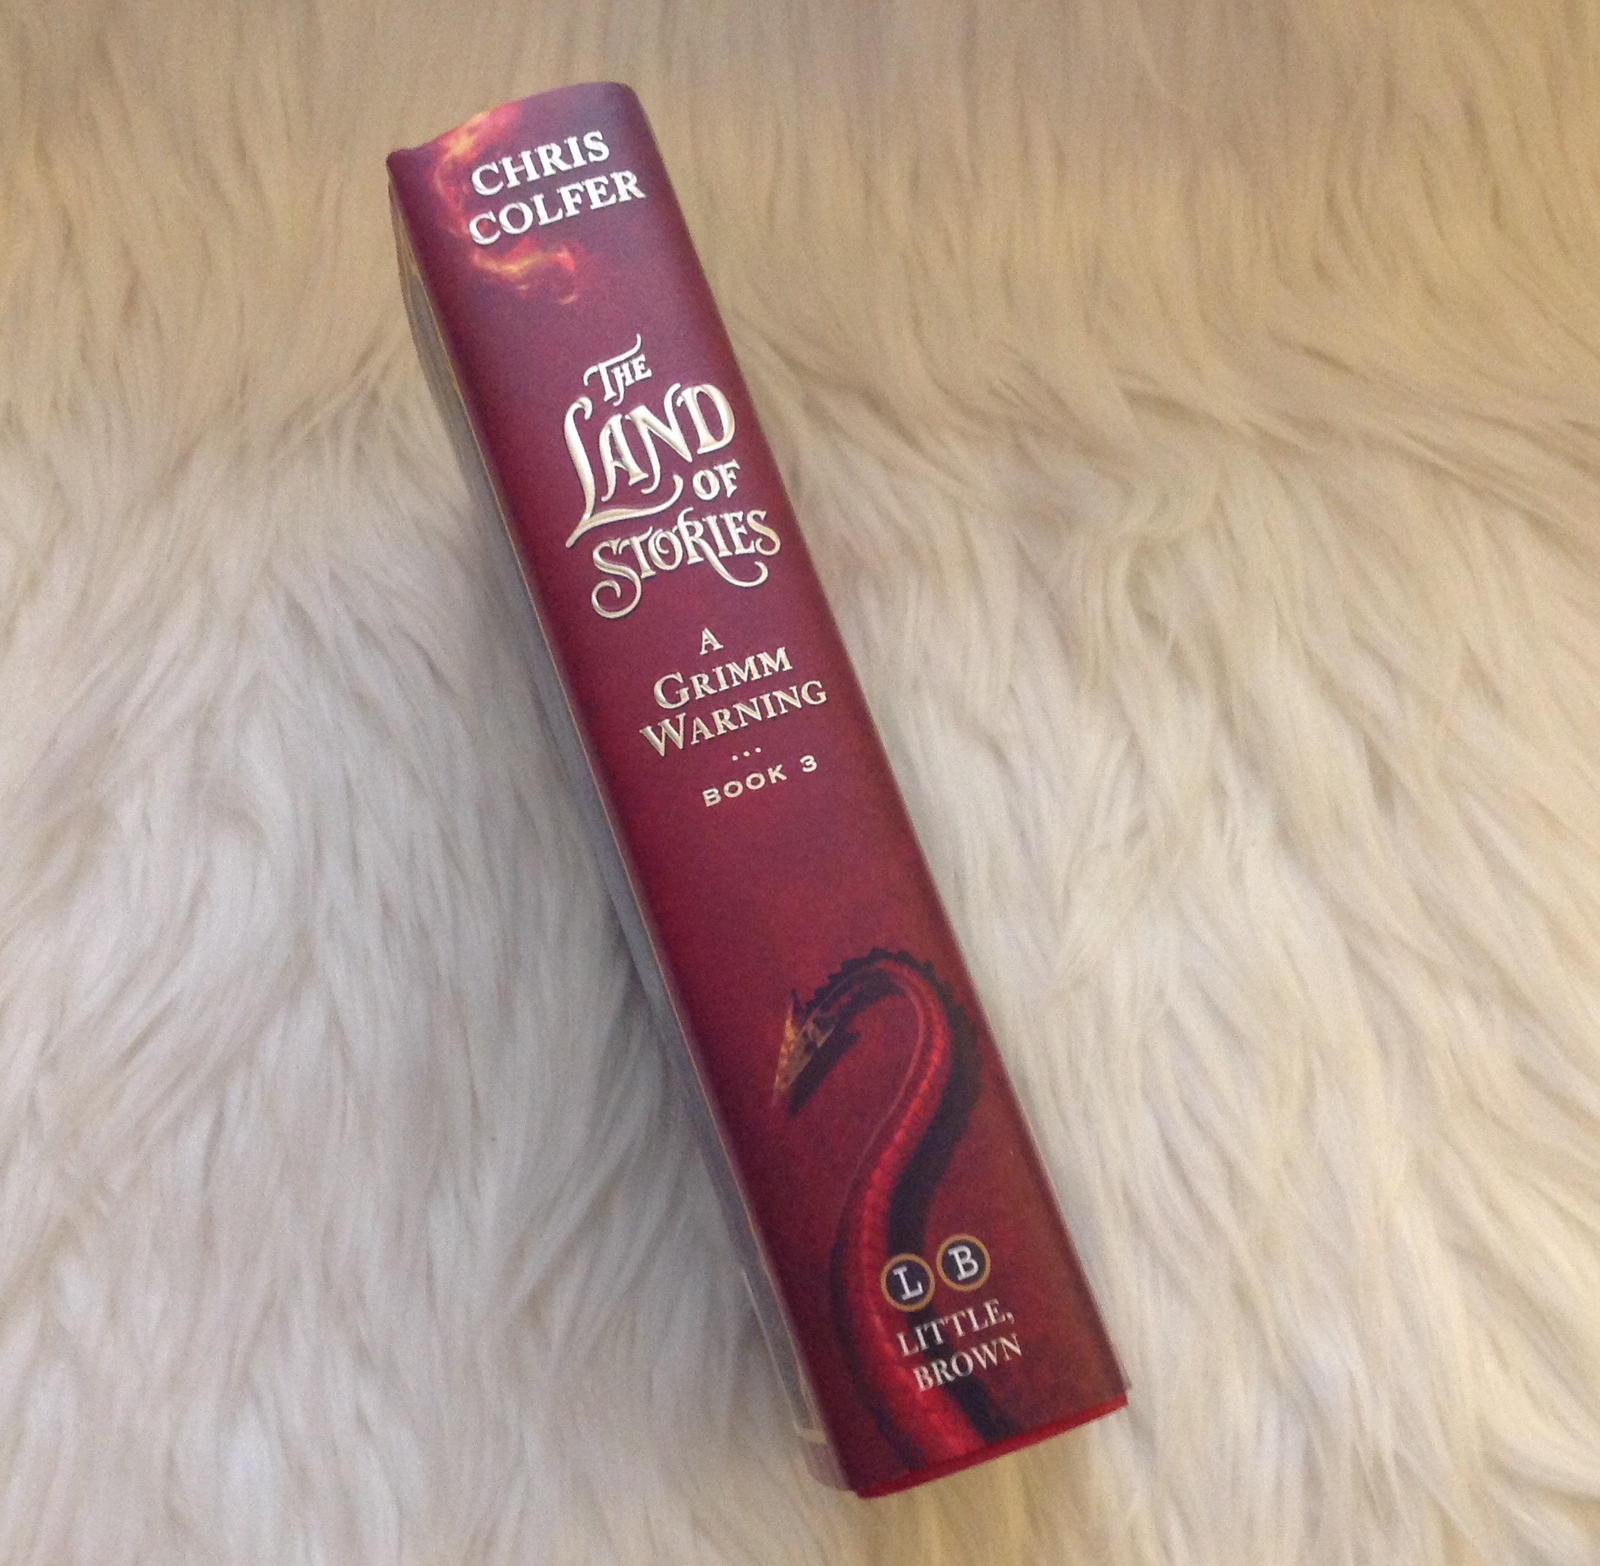 CHRIS
COLFER
THE
LAND
OF
STORIES
A
GRIMM
WARNING
...
BOOK 3
L B
LITTLE,
BROWN